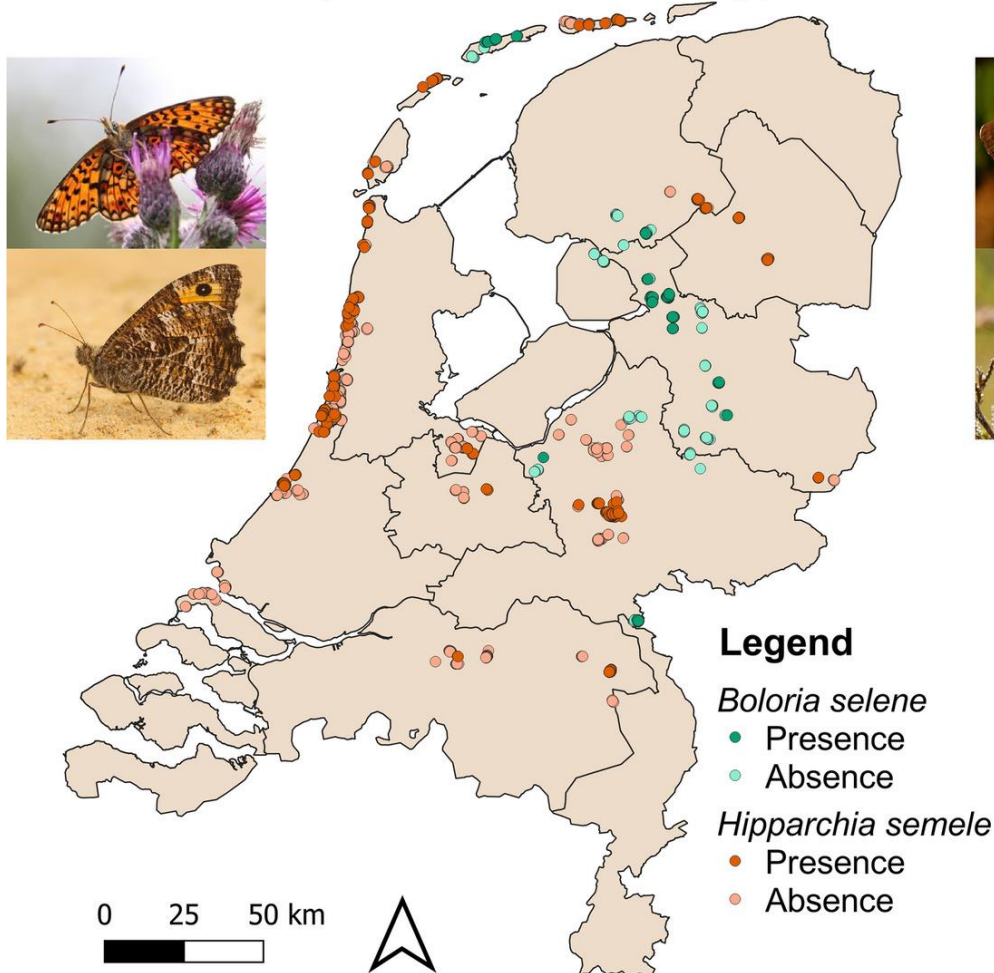 Legend
Boloria selene
Presence
Absence
Hipparchia semele
Presence
Absence
0 25 50 km